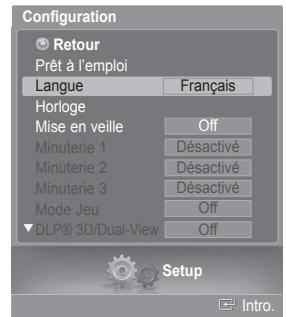 Configuration
Retour
Prêt à l'emploi
Langue Français
Horloge
Mise en veille Off
Minuterie 1 Désactivé
Minuterie 2 Désactivé
Minuterie 3 Désactivé
Mode Jeu Off
▼DLP® 3D/Dual-View Off
Setup
Intro.